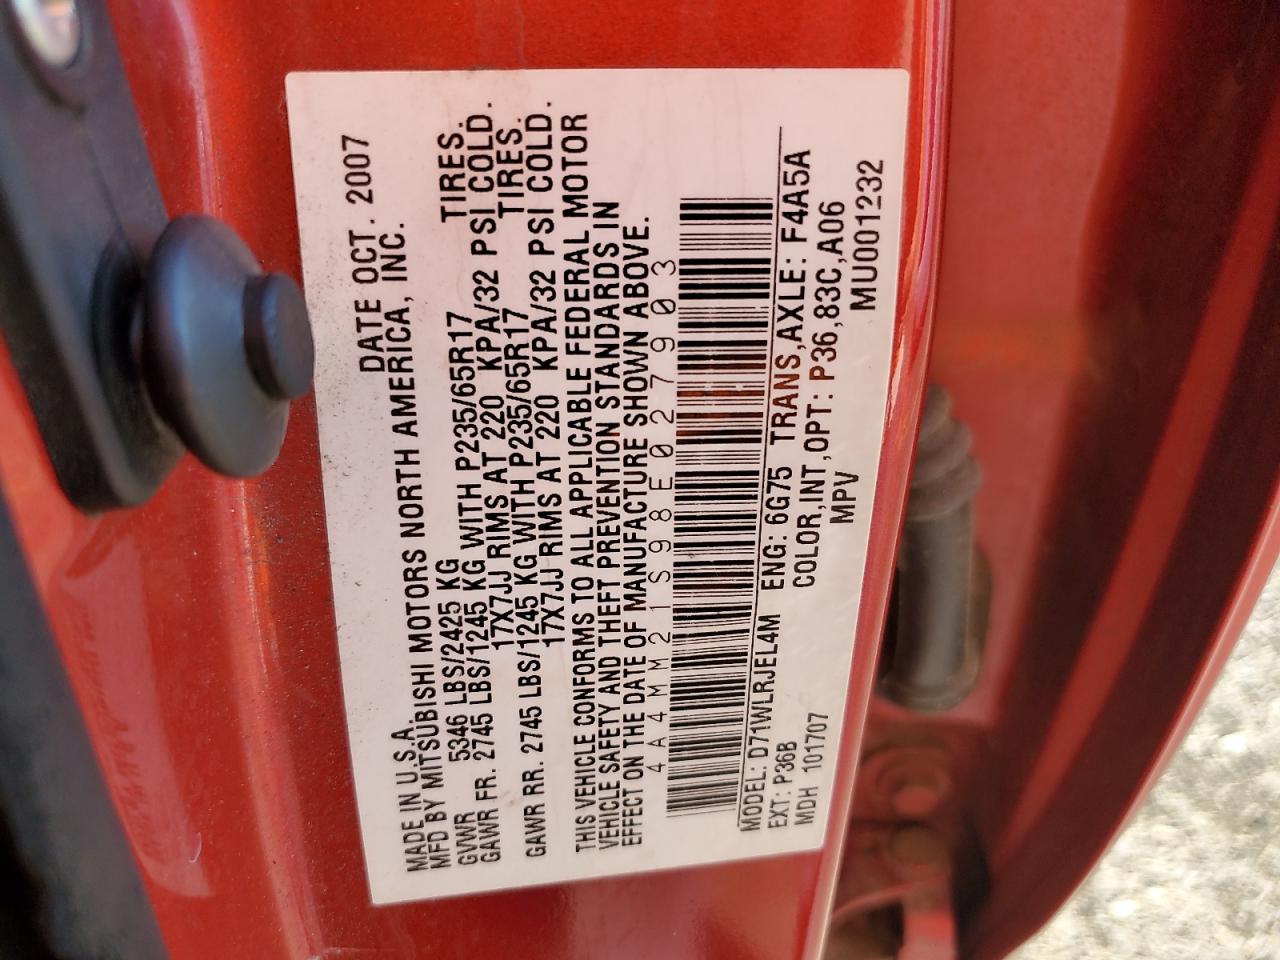 DATE OCT. 2007
MADE IN U.S.A
MFD BY MITSUBISHI MOTORS NORTH AMERICA, INC.
GVWR 5346 LBS/2425 KG
GAWR FR. 2745 LBS/1245 KG WITH P235/65R17 TIRES.
17X7JJ RIMS AT 220 KPA/32 PSI COLD.
GAWR RR. 2745 LBS/1245 KG WITH P235/65R17 TIRES.
17X7JJ RIMS AT 220 KPA/32 PSI COLD.
THIS VEHICLE CONFORMS TO ALL APPLICABLE FEDERAL MOTOR
VEHICLE SAFETY AND THEFT PREVENTION STANDARDS IN
EFFECT ON THE DATE OF MANUFACTURE SHOWN ABOVE.
4A4MM21S98E027903
MODEL: D71WLRJEL4M ENG: 6G75 TRANS,AXLE: F4A5A
EXT: P36B COLOR,INT,OPT: P36,83C,A06
MDH 101707 MPV MU001232